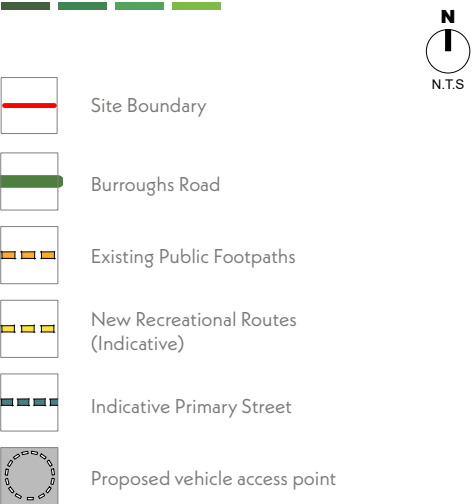 N
N.T.S
Site Boundary
Burroughs Road
Existing Public Footpaths
New Recreational Routes
(Indicative)
Indicative Primary Street
Proposed vehicle access point